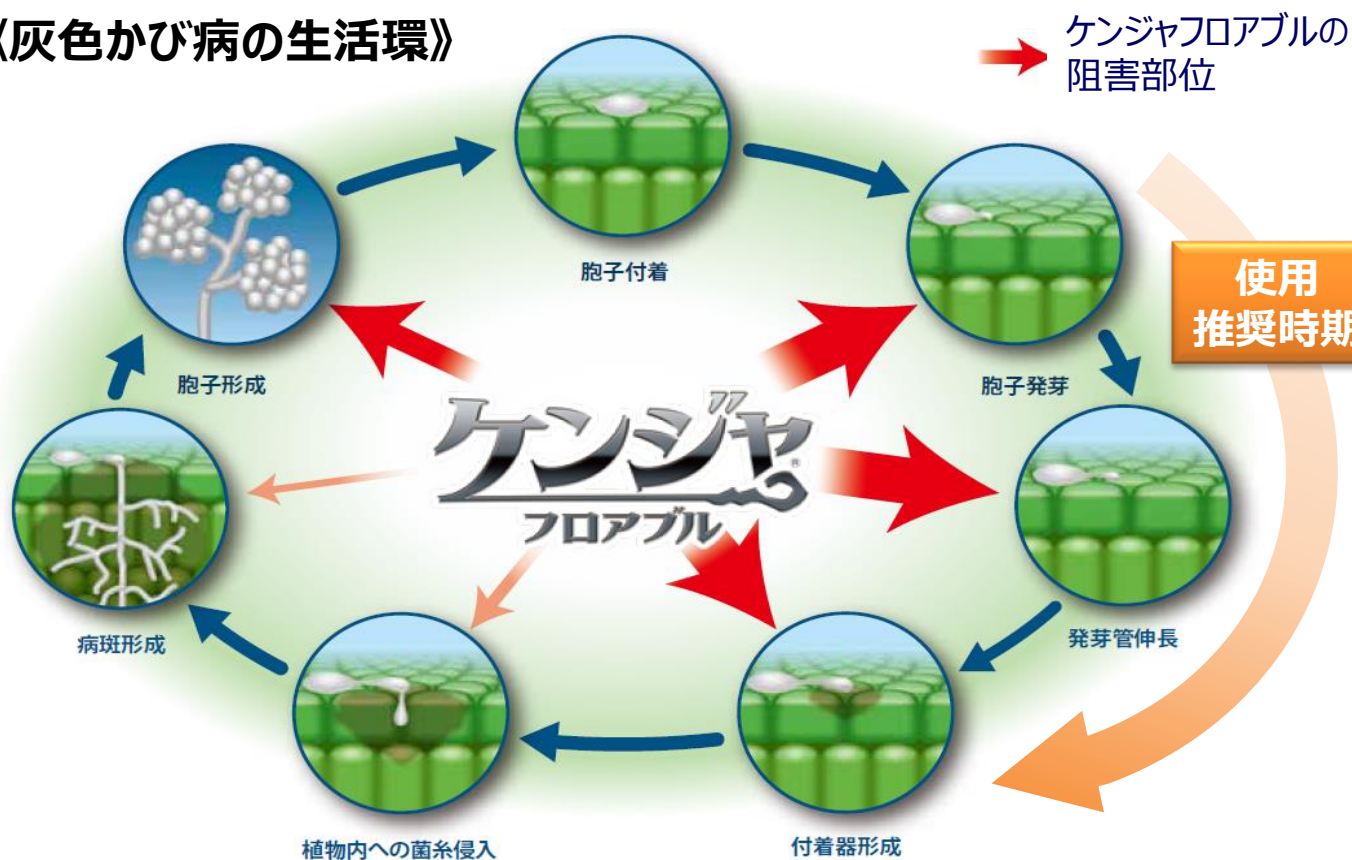 《灰色かび病の生活環》
ケンジャフロアブルの
阻害部位
胞子付着
使用
推奨時期
胞子形成
胞子発芽
ケンジャ®
フロアブル
病斑形成
発芽管伸長
植物内への菌糸侵入
付着器形成